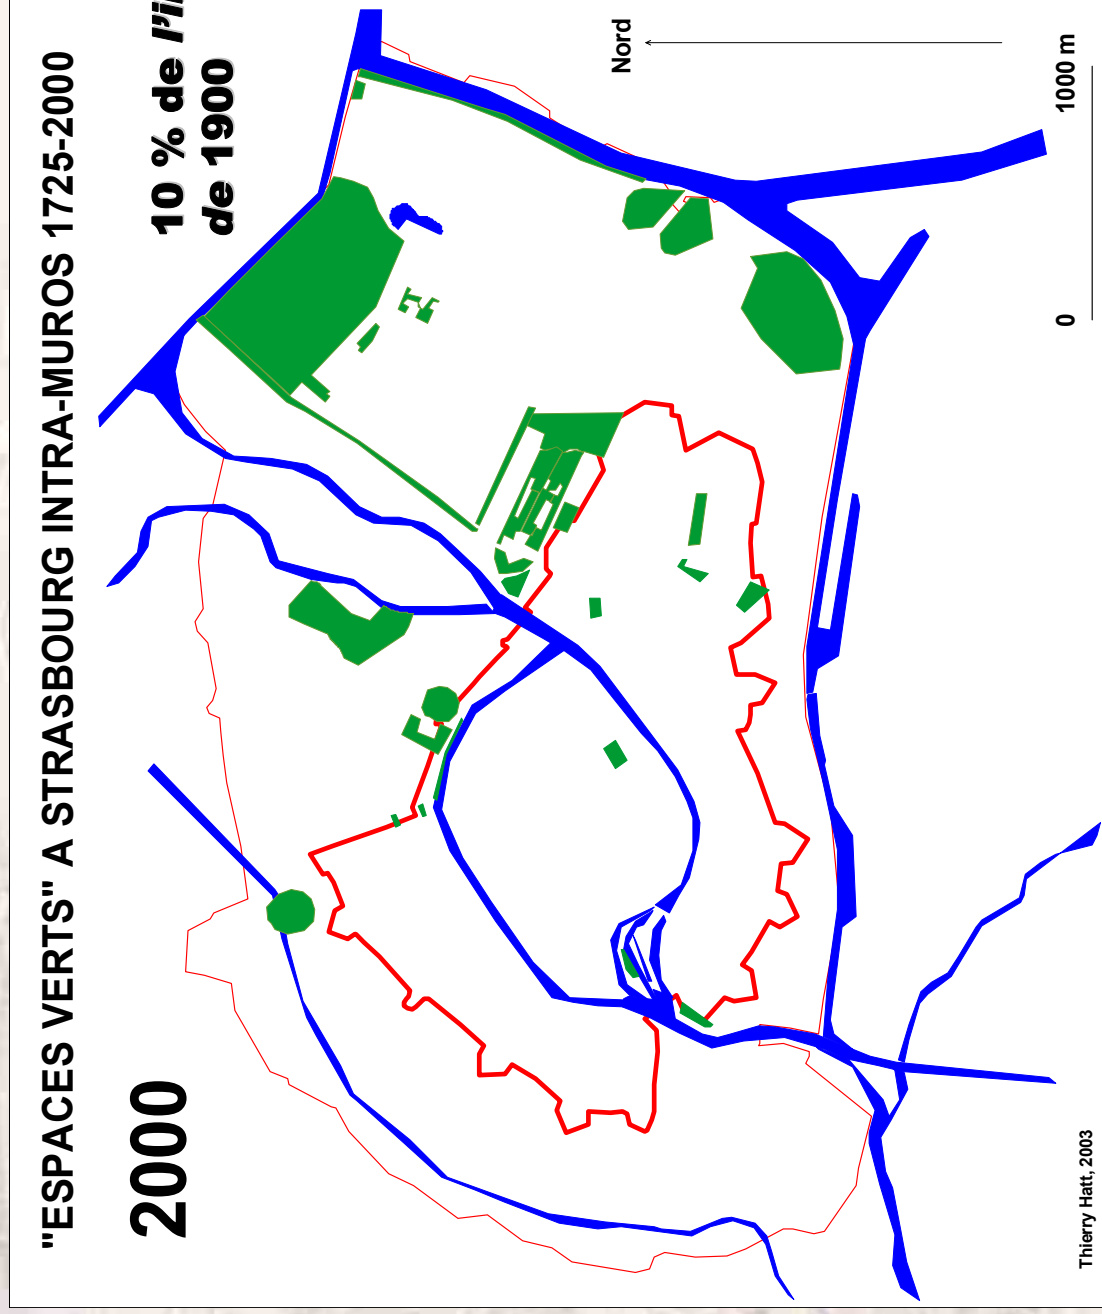 "ESPACES VERTS" A STRASBOURG INTRA-MUROS 1725-2000
2000
10 % de
de 1900
Nord
0
1000 m
Thierry Hatt, 2003